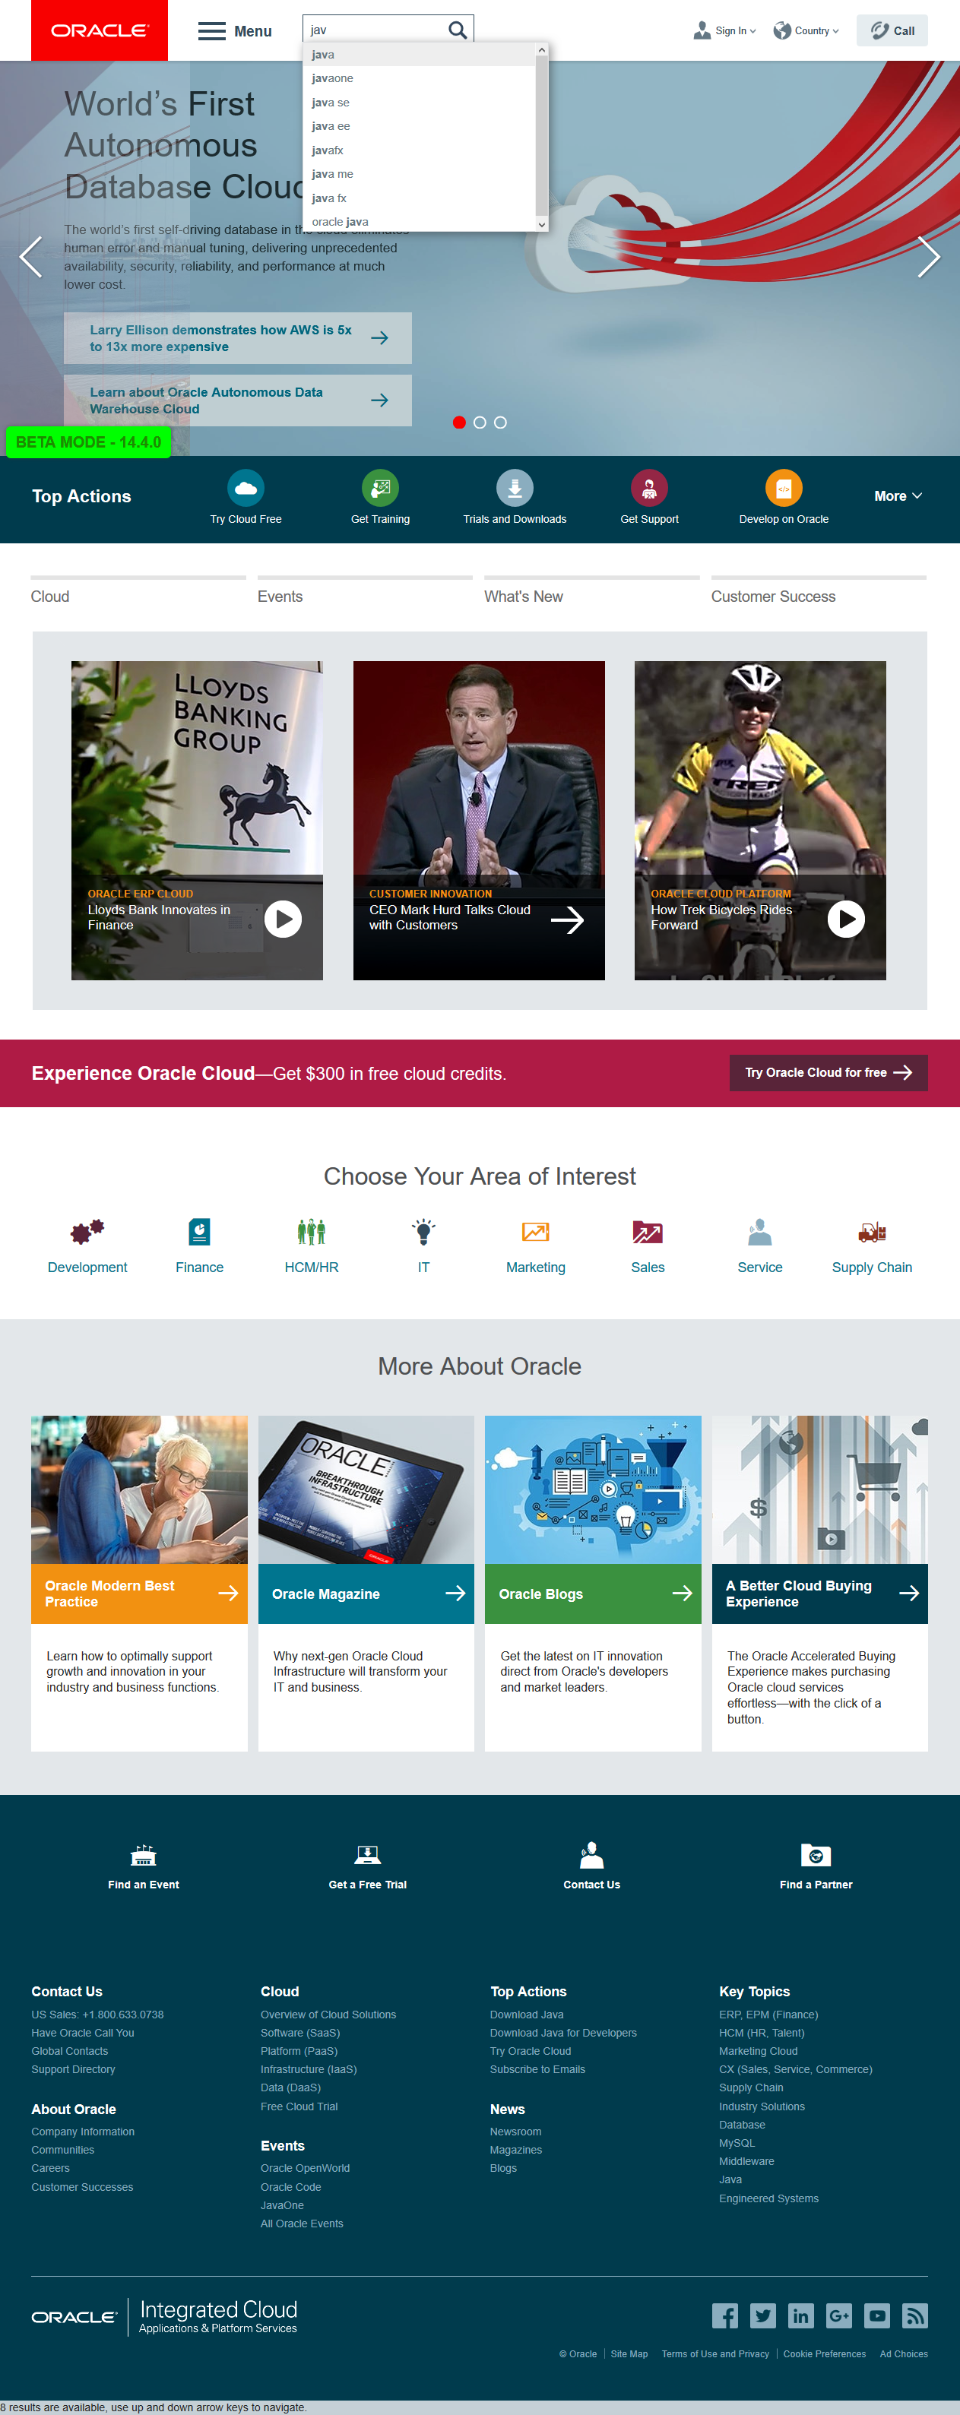 ORACLE
Menu
jav
Sign In
Country
Call
java
javaone
java se
java ee
javafx
java me
java fx
oracle java
World's First
Autonomous
Database Cloud
The world's first self-driving database in the cloud eliminates
human error and manual tuning, delivering unprecedented
availability, security, reliability, and performance at much
lower cost.
Larry Ellison demonstrates how AWS is 5x
to 13x more expensive
Learn about Oracle Autonomous Data
Warehouse Cloud
BETA MODE - 14.4.0
Top Actions
Try Cloud Free
Get Training
Trials and Downloads
Get Support
Develop on Oracle
More
Cloud
Events
What's New
Customer Success
LLOYDS
BANKING
GROUP
ORACLE ERP CLOUD
Lloyds Bank Innovates in
Finance
CUSTOMER INNOVATION
CEO Mark Hurd Talks Cloud
with Customers
TREK
ORACLE CLOUD PLATFORM
How Trek Bicycles Rides
Forward
Experience Oracle Cloud—Get $300 in free cloud credits.
Try Oracle Cloud for free
Choose Your Area of Interest
Development
Finance
HCM/HR
IT
Marketing
Sales
Service
Supply Chain
More About Oracle
ORACLE
BREAKTHROUGH
INFRASTRUCTURE
$
Oracle Modern Best
Practice
Oracle Magazine
Oracle Blogs
A Better Cloud Buying
Experience
Learn how to optimally support
growth and innovation in your
industry and business functions.
Why next-gen Oracle Cloud
Infrastructure will transform your
IT and business.
Get the latest on IT innovation
direct from Oracle's developers
and market leaders.
The Oracle Accelerated Buying
Experience makes purchasing
Oracle cloud services
effortless—with the click of a
button.
Find an Event
Get a Free Trial
Contact Us
Find a Partner
Contact Us
US Sales: +1.800.633.0738
Have Oracle Call You
Global Contacts
Support Directory
About Oracle
Company Information
Communities
Careers
Customer Successes
Cloud
Overview of Cloud Solutions
Software (SaaS)
Platform (PaaS)
Infrastructure (IaaS)
Data (DaaS)
Free Cloud Trial
Events
Oracle OpenWorld
Oracle Code
JavaOne
All Oracle Events
Top Actions
Download Java
Download Java for Developers
Try Oracle Cloud
Subscribe to Emails
News
Newsroom
Magazines
Blogs
Key Topics
ERP, EPM (Finance)
HCM (HR, Talent)
Marketing Cloud
CX (Sales, Service, Commerce)
Supply Chain
Industry Solutions
Database
MySQL
Middleware
Java
Engineered Systems
ORACLE
Integrated Cloud
Applications & Platform Services
© Oracle
Site Map
Terms of Use and Privacy
Cookie Preferences
Ad Choices
8 results are available, use up and down arrow keys to navigate.